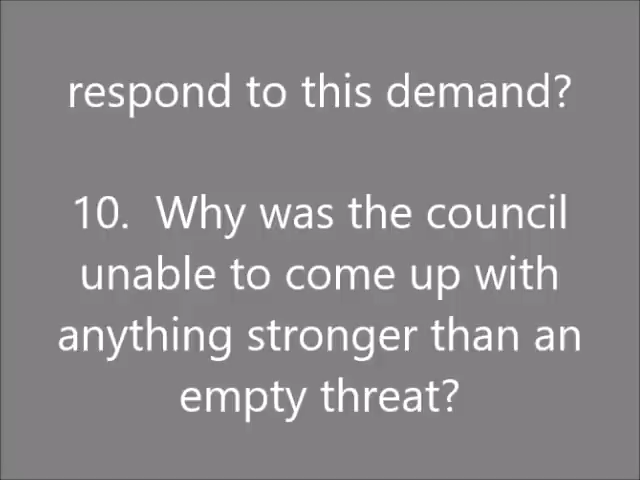 respond to this demand?
10.  Why was the council
unable to come up with
anything stronger than an
empty threat?